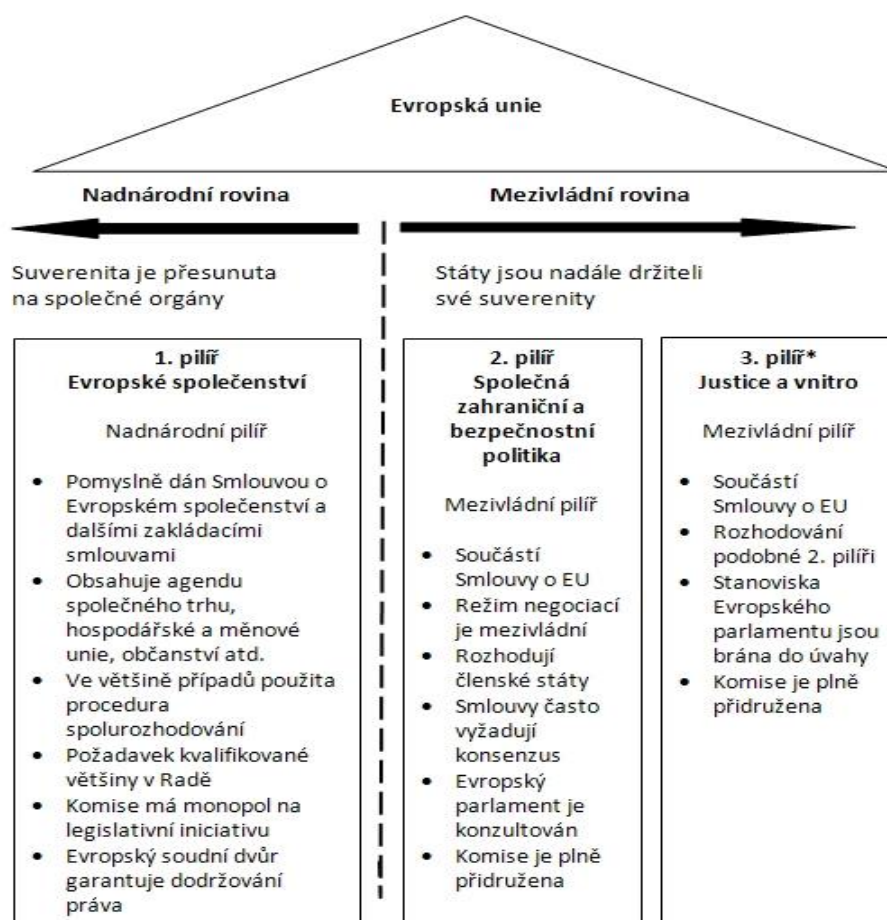 Evropská unie
Nadnárodní rovina
Mezivládní rovina
Suverenita je přesunuta
na společné orgány
Státy jsou nadále držiteli
své suverenity
1. pilíř
Evropské společenství
Nadnárodní pilíř
• Pomyslně dán Smlouvou o
Evropském společenství a
dalšími zakládacími
smlouvami
• Obsahuje agendu
společného trhu,
hospodářské a měnové
unie, občanství atd.
• Ve většině případů použita
procedura
spolurozhodování
• Požadavek kvalifikované
většiny v Radě
• Komise má monopol na
legislativní iniciativu
• Evropský soudní dvůr
garantuje dodržování
práva
2. pilíř
Společná
zahraniční a
bezpečnostní
politika
Mezivládní pilíř
• Součástí
Smlouvy o EU
• Režim negociací
je mezivládní
• Rozhodují
členské státy
• Smlouvy často
vyžadují
konsenzus
• Evropský
parlament je
konzultován
• Komise je plně
přidružena
3. pilíř*
Justice a vnitro
Mezivládní pilíř
• Součástí
Smlouvy o EU
• Rozhodování
podobné 2. pilíři
• Stanoviska
Evropského
parlamentu jsou
brána do úvahy
• Komise je plně
přidružena